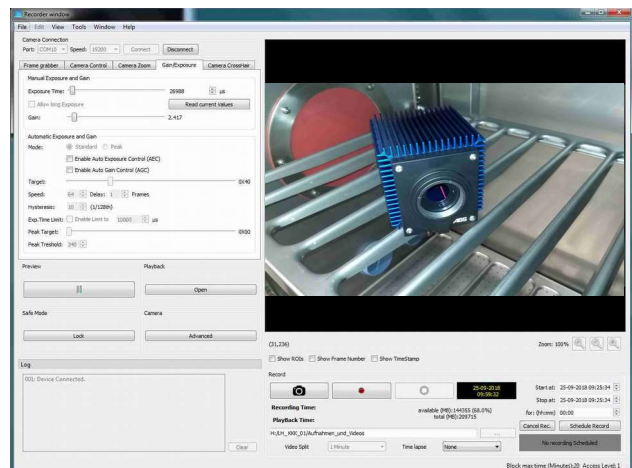 Recorder window
File Edit View Tools Window Help
Camera Connection
Port: COM10 Speed: 19200 Connect Disconnect
Frame grabber Camera Control Camera Zoom Gain/Exposure Camera CrossHair
Manual Exposure and Gain
Exposure Time: 26988 µs
Allow long Exposure Read current Values
Gain: 2.417
Automatic Exposure and Gain
Mode: Standard Peak
Enable Auto Exposure Control (AEC)
Enable Auto Gain Control (AGC)
Target: 0X40
Speed: 64 Delay: 1 Frames
Hysteresis: 10 (1/128th)
Exp.Time Limit: Enable Limit to 10000 µs
Peak Target: 0X00
Peak Treshold: 240
Preview Playback
Open
Safe Mode Camera
Lock Advanced
Log
001: Device Connected.
Clear
ABS
(31,236) Zoom: 100%
Show ROIs Show Frame Number Show TimeStamp
Record
25-09-2018
09:59:32
Recording Time:
PlayBack Time:
available (MB):144355 (68.0%)
total (MB):209715
Start at: 25-09-2018 09:25:34
Stop at: 25-09-2018 09:25:34
for: (hh:mm) 00:00
Cancel Rec. Schedule Record
H:/LH_KKK_01/Aufnahmen_und_Videos ...
Video Split 1 Minute Time lapse None
No recording Scheduled
Block max time (Minutes):20 Access Level: 1